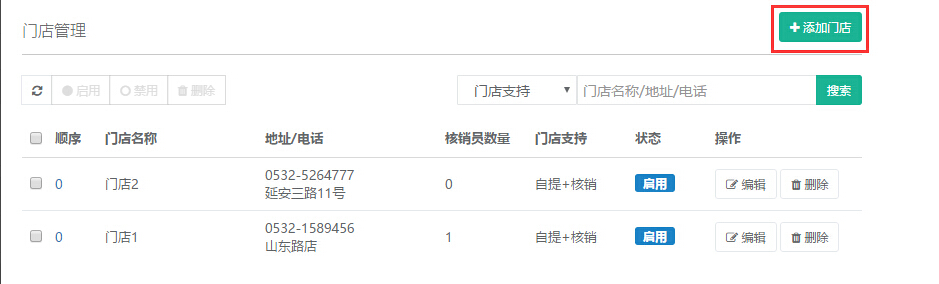 门店管理
添加门店
启用 禁用 删除 门店支持 门店名称/地址/电话 搜索
顺序 门店名称 地址/电话 核销员数量 门店支持 状态 操作
0 门店2 0532-5264777 0 自提+核销 启用 编辑 删除
延安三路11号
0 门店1 0532-1589456 1 自提+核销 启用 编辑 删除
山东路店